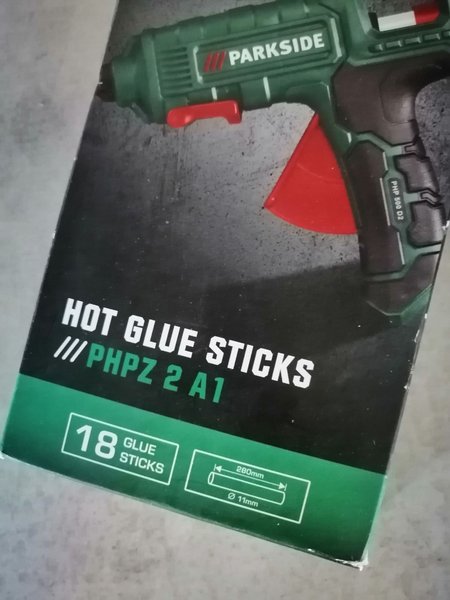 /// PARKSIDE
PHP 500 D2
HOT GLUE STICKS
/// PHPZ 2 A1
18 GLUE STICKS
280mm
Ø 11mm